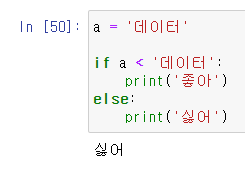 In [50]: a = '데이터'
if a < '데이터':
    print('좋아')
else:
    print('싫어')
싫어